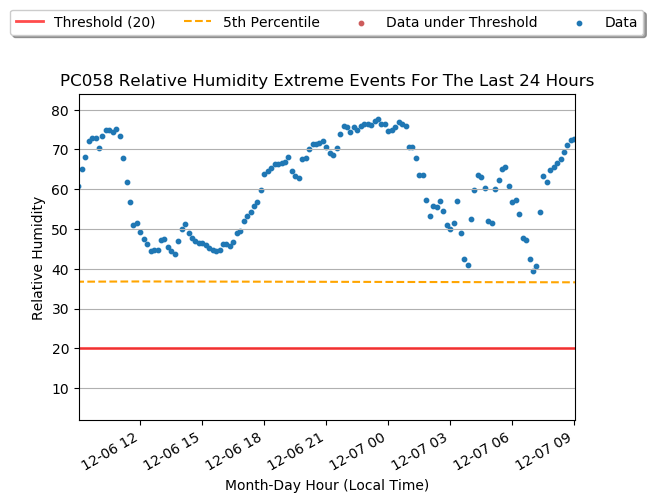 Threshold (20) 5th Percentile Data under Threshold Data
PC058 Relative Humidity Extreme Events For The Last 24 Hours
80
70
60
50
40
30
20
10
Relative Humidity
12-06 12 12-06 15 12-06 18 12-06 21 12-07 00 12-07 03 12-07 06 12-07 09
Month-Day Hour (Local Time)